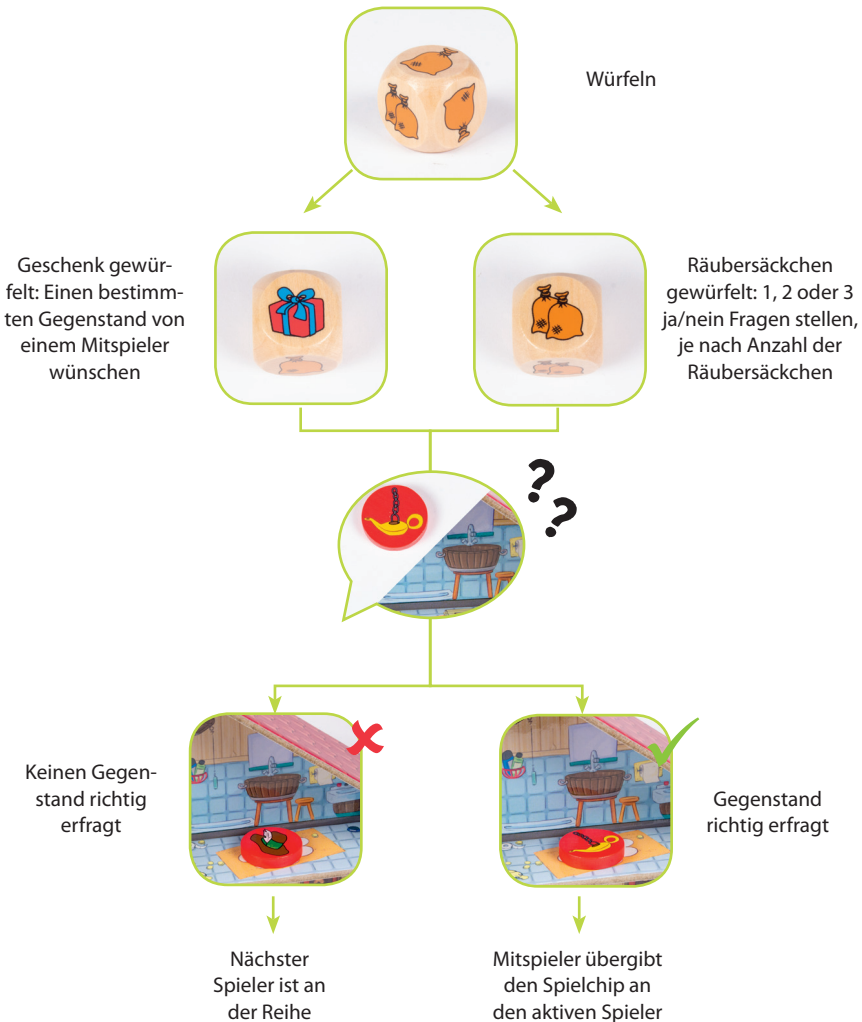 Würfeln
Geschenk gewür-
felt: Einen bestimm-
ten Gegenstand von
einem Mitspieler
wünschen
Räubersäckchen
gewürfelt: 1, 2 oder 3
ja/nein Fragen stellen,
je nach Anzahl der
Räubersäckchen
??
Keinen Gegen-
stand richtig
erfragt
Gegenstand
richtig erfragt
Nächster
Spieler ist an
der Reihe
Mitspieler übergibt
den Spielchip an
den aktiven Spieler